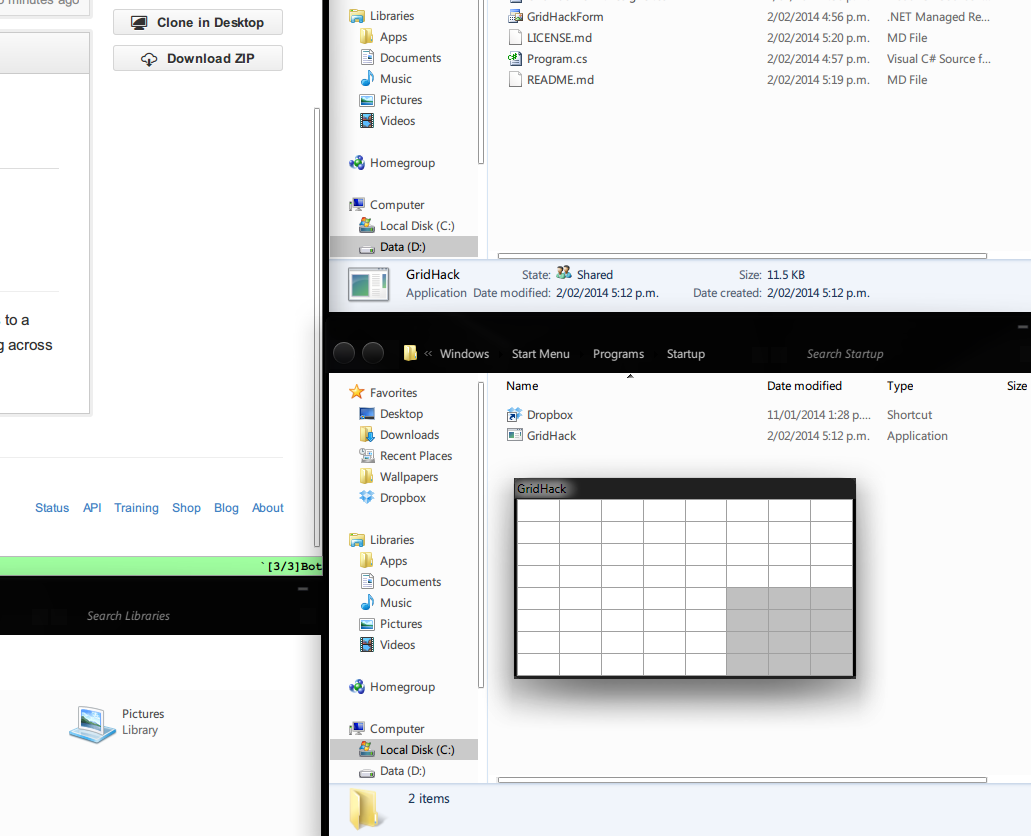 minutes ago
Clone in Desktop
Download ZIP
to a
g across
Status API Training Shop Blog About
`[3/3]Bot
Search Libraries
Pictures
Library
Libraries
Apps
Documents
Music
Pictures
Videos
Homegroup
Computer
Local Disk (C:)
Data (D:)
GridHackForm 2/02/2014 4:56 p.m. .NET Managed Re...
LICENSE.md 2/02/2014 5:20 p.m. MD File
Program.cs 2/02/2014 4:57 p.m. Visual C# Source f...
README.md 2/02/2014 5:19 p.m. MD File
GridHack State: Shared Size: 11.5 KB
Application Date modified: 2/02/2014 5:12 p.m. Date created: 2/02/2014 5:12 p.m.
« Windows Start Menu Programs Startup Search Startup
Favorites
Desktop
Downloads
Recent Places
Wallpapers
Dropbox
Libraries
Apps
Documents
Music
Pictures
Videos
Homegroup
Computer
Local Disk (C:)
Data (D:)
Name Date modified Type Size
Dropbox 11/01/2014 1:28 p.... Shortcut
GridHack 2/02/2014 5:12 p.m. Application
GridHack
2 items